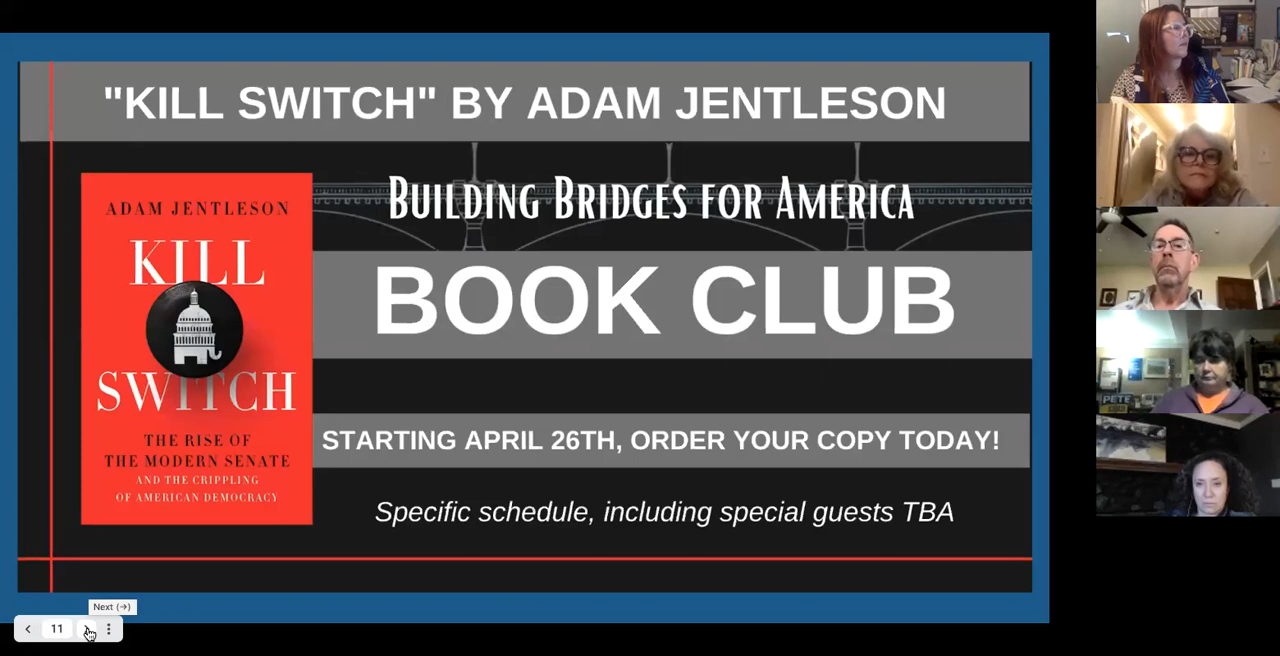 "KILL SWITCH" BY ADAM JENTLESON
BUILDING BRIDGES FOR AMERICA
BOOK CLUB
ADAM JENTLESON
KILL
SWITCH
THE RISE OF
THE MODERN SENATE
AND THE CRIPPLING
OF AMERICAN DEMOCRACY
STARTING APRIL 26TH, ORDER YOUR COPY TODAY!
Specific schedule, including special guests TBA
Next (→)
11
PETE